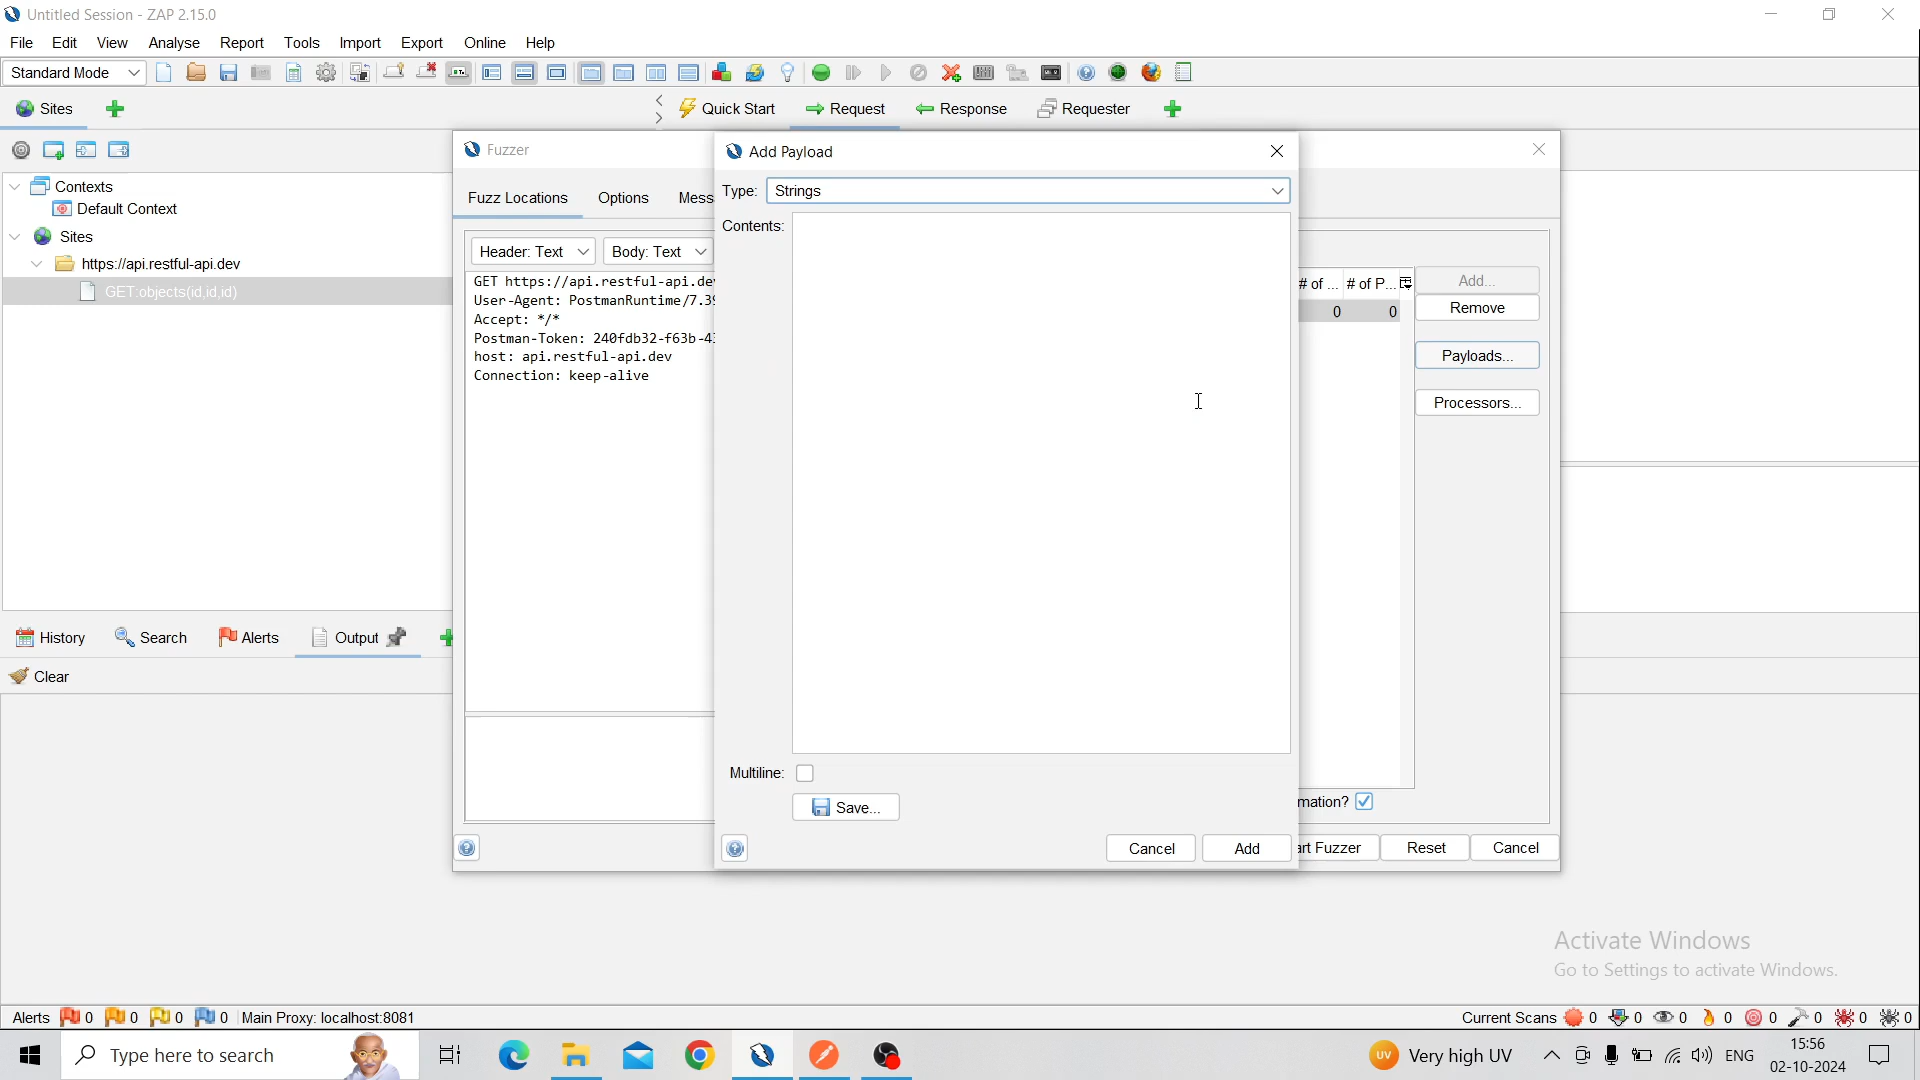 Untitled Session - ZAP 2.15.0
File Edit View Analyse Report Tools Import Export Online Help
Standard Mode
Sites
Quick Start
Request
Response
Requester
Contexts
Default Context
Sites
https://api.restful-api.dev
GET:objects(id,id,id)
Fuzzer
Fuzz Locations
Options
Header: Text
Body: Text
GET https://api.restful-api.de
User-Agent: PostmanRuntime/7.39
Accept: */*
Postman-Token: 240fdb32-f63b-4
host: api.restful-api.dev
Connection: keep-alive
Add Payload
Type: Strings
Contents:
Multiline:
Save...
Cancel
Add
# of ... # of P...
0 0
Add...
Remove
Payloads...
Processors...
Reset
Cancel
History
Search
Alerts
Output
Clear
Activate Windows
Go to Settings to activate Windows.
Alerts 0 0 0 0 Main Proxy: localhost:8081
Current Scans 0 0 0 0 0 0 0 0
Type here to search
UV Very high UV
ENG
15:56
02-10-2024